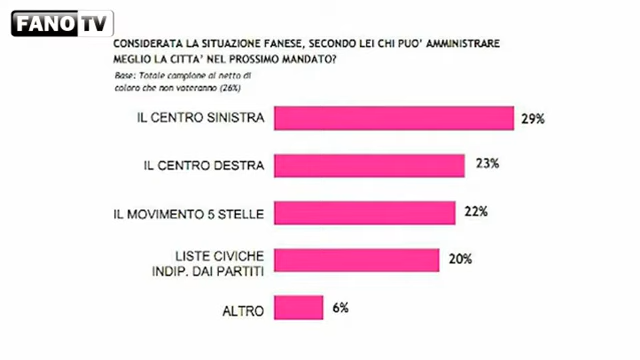 FANO TV
CONSIDERATA LA SITUAZIONE FANESE, SECONDO LEI CHI PUO' AMMINISTRARE
MEGLIO LA CITTA' NEL PROSSIMO MANDATO?
Base: Totale campione al netto di
coloro che non voteranno (26%)
IL CENTRO SINISTRA 29%
IL CENTRO DESTRA 23%
IL MOVIMENTO 5 STELLE 22%
LISTE CIVICHE
INDIP. DAI PARTITI 20%
ALTRO 6%